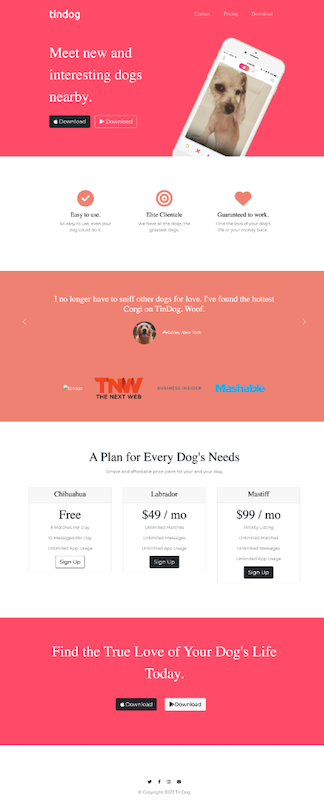 tindog
Contact Pricing Download
Meet new and
interesting dogs
nearby.
Download Download
Easy to use.
So easy to use, even your
dog could do it.
Elite Clientele
We have all the dogs, the
greatest dogs.
Guaranteed to work.
Find the love of your dog's
life or your money back.
I no longer have to sniff other dogs for love. I've found the hottest
Corgi on TinDog. Woof.
Pebbles, New York
TNW
THE NEXT WEB
BUSINESS INSIDER
Mashable
A Plan for Every Dog's Needs
Simple and affordable price plans for your and your dog.
Chihuahua
Free
5 Matches Per Day
10 Messages Per Day
Unlimited App Usage
Sign Up
Labrador
$49 / mo
Unlimited Matches
Unlimited Messages
Unlimited App Usage
Sign Up
Mastiff
$99 / mo
Priority Listing
Unlimited Matches
Unlimited Messages
Unlimited App Usage
Sign Up
Find the True Love of Your Dog's Life
Today.
Download Download
© Copyright 2023 TinDog